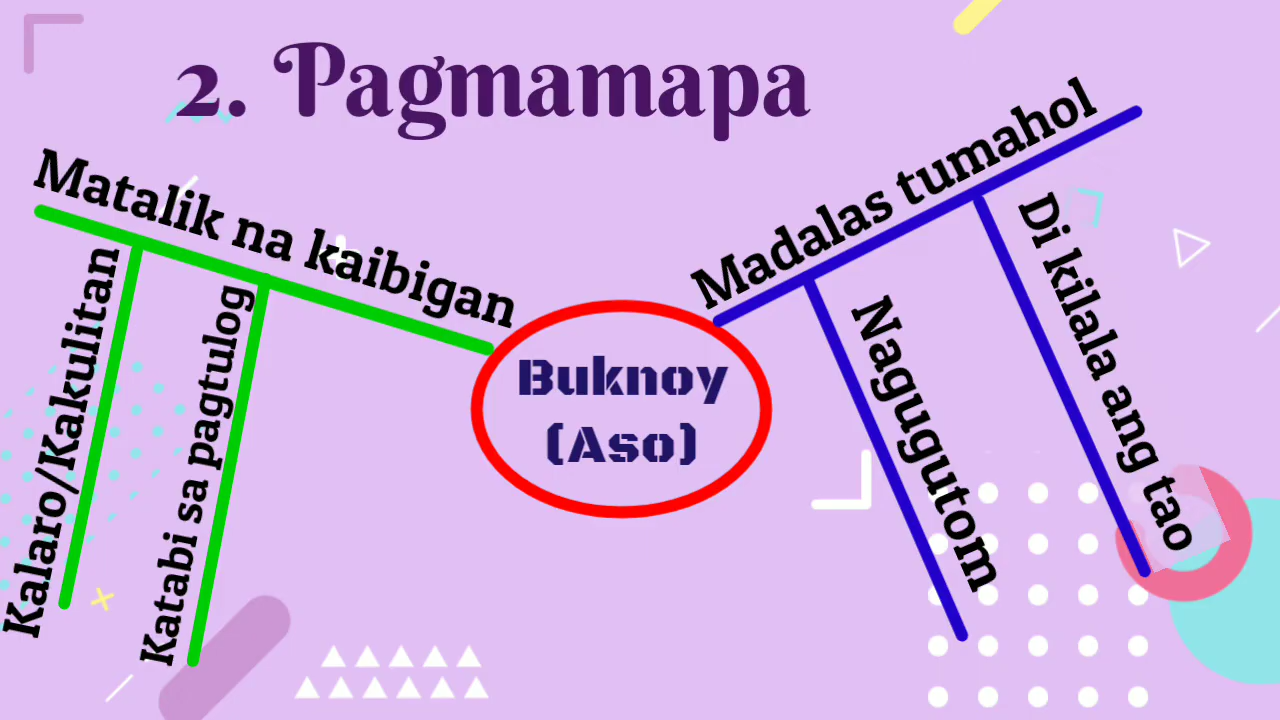 2. Pagmamapa
Matalik na kaibigan
Kalaro/Kakulitan
Katabi sa pagtulog
Buknoy
(Aso)
Madalas tumahol
Nagugutom
Di kilala ang tao